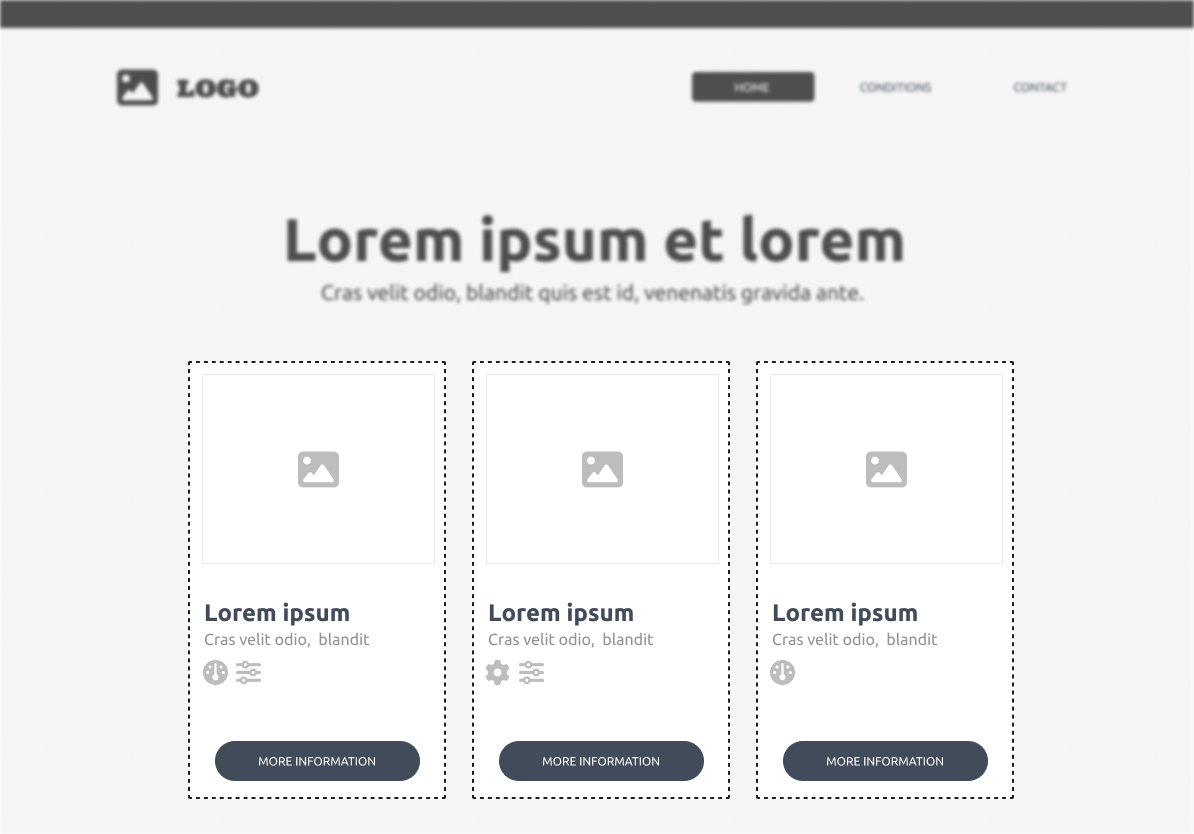 LOGO
HOME CONDITIONS CONTACT
Lorem ipsum et lorem
Cras velit odio, blandit quis est id, venenatis gravida ante.
Lorem ipsum
Cras velit odio, blandit
MORE INFORMATION
Lorem ipsum
Cras velit odio, blandit
MORE INFORMATION
Lorem ipsum
Cras velit odio, blandit
MORE INFORMATION